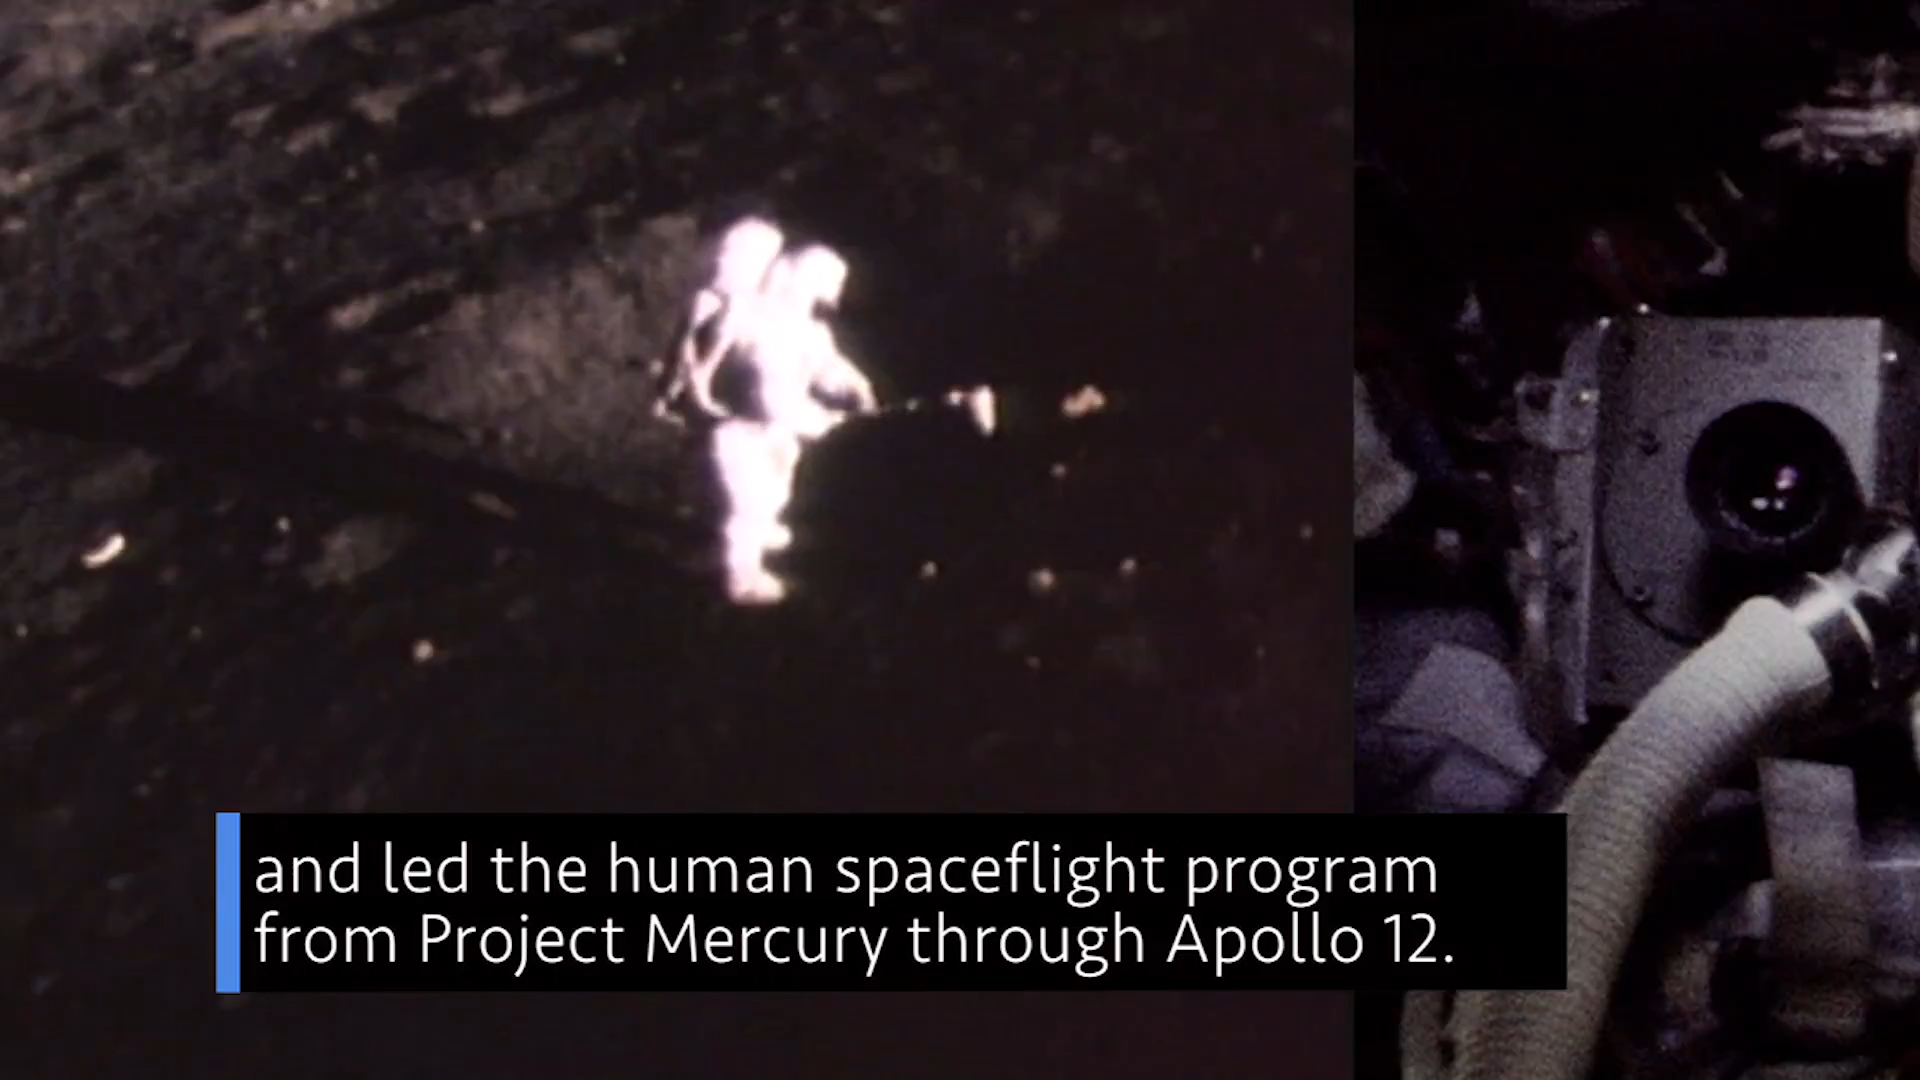 and led the human spaceflight program
from Project Mercury through Apollo 12.